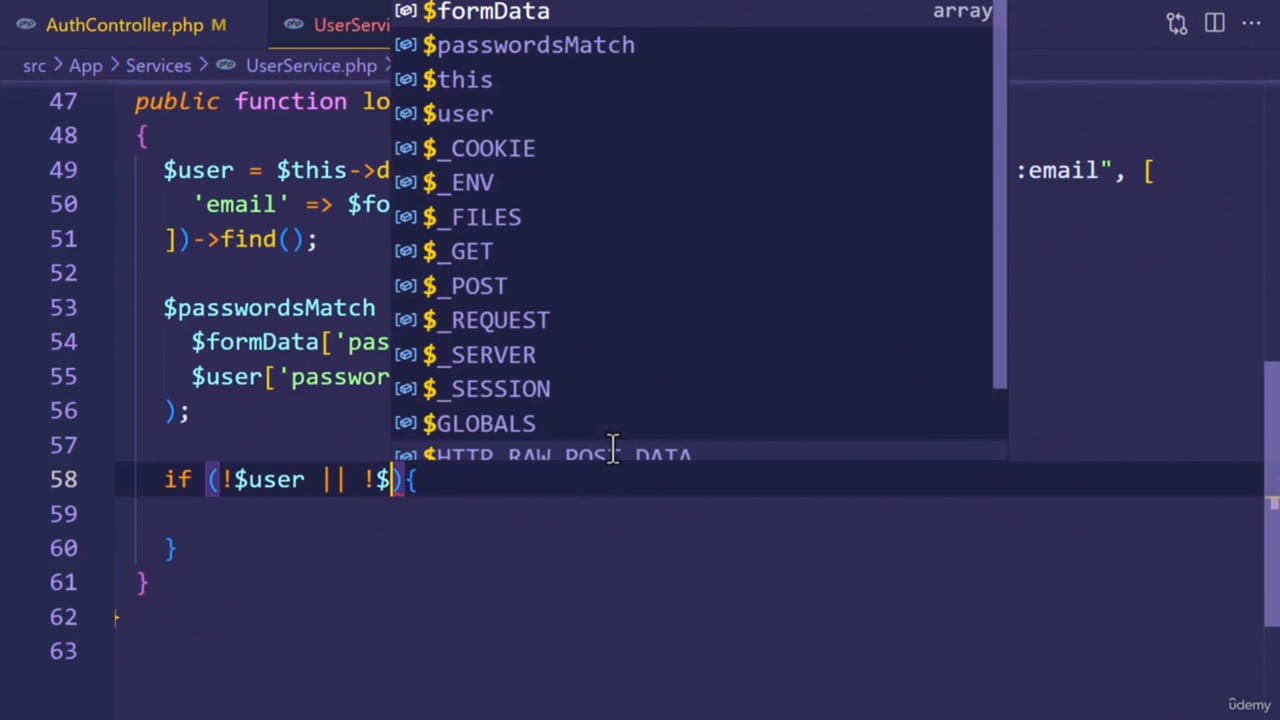 AuthController.php M
UserServi
src > App > Services > UserService.php >
47 public function lo
48 {
49 $user = $this->d :email", [
50 'email' => $fo
51 ])->find();
52
53 $passwordsMatch
54 $formData['pas
55 $user['passwor
56 );
57
58 if (!$user || !$){
59
60 }
61 }
62 }
63
$formData array
$passwordsMatch
$this
$user
$_COOKIE
$_ENV
$_FILES
$_GET
$_POST
$_REQUEST
$_SERVER
$_SESSION
$GLOBALS
$HTTP_RAW_POST_DATA
ûdemy